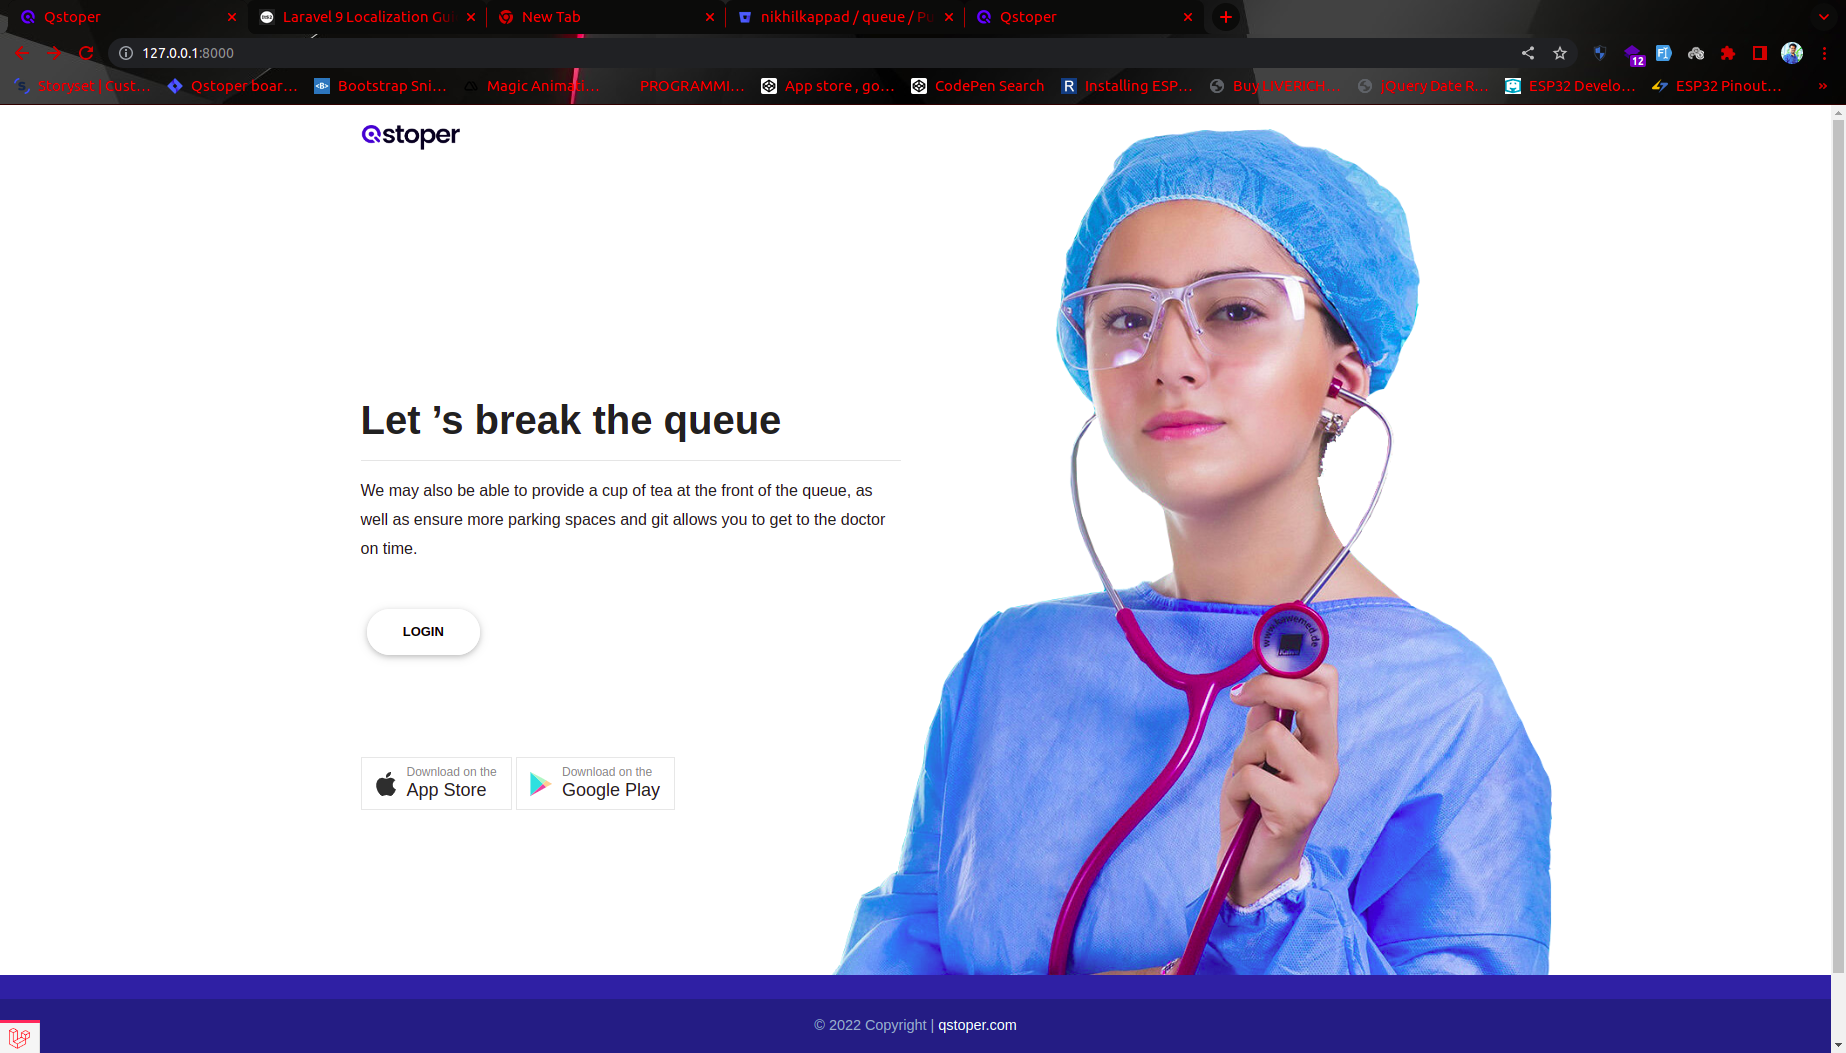 Qstoper
Laravel 9 Localization Gui
New Tab
nikhilkappad / queue / Pu
Qstoper
127.0.0.1:8000
12
Storyset | Cust…
Qstoper boar…
Bootstrap Sni…
Magic Animati…
PROGRAMMI…
App store , go…
CodePen Search
Installing ESP…
Buy LIVERICH…
jQuery Date R…
ESP32 Develo…
ESP32 Pinout…
Qstoper
Let ’s break the queue
We may also be able to provide a cup of tea at the front of the queue, as
well as ensure more parking spaces and git allows you to get to the doctor
on time.
LOGIN
Download on the
App Store
Download on the
Google Play
© 2022 Copyright | qstoper.com